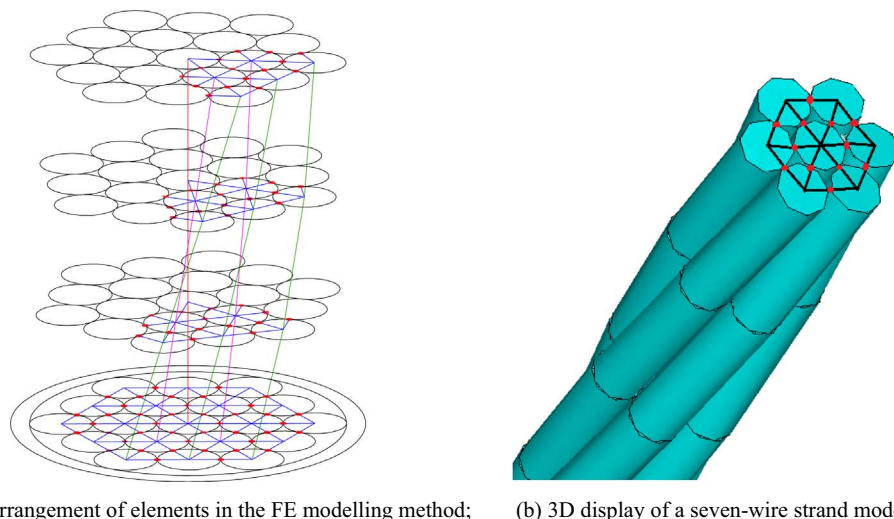 rrangement of elements in the FE modelling method;
(b) 3D display of a seven-wire strand mod